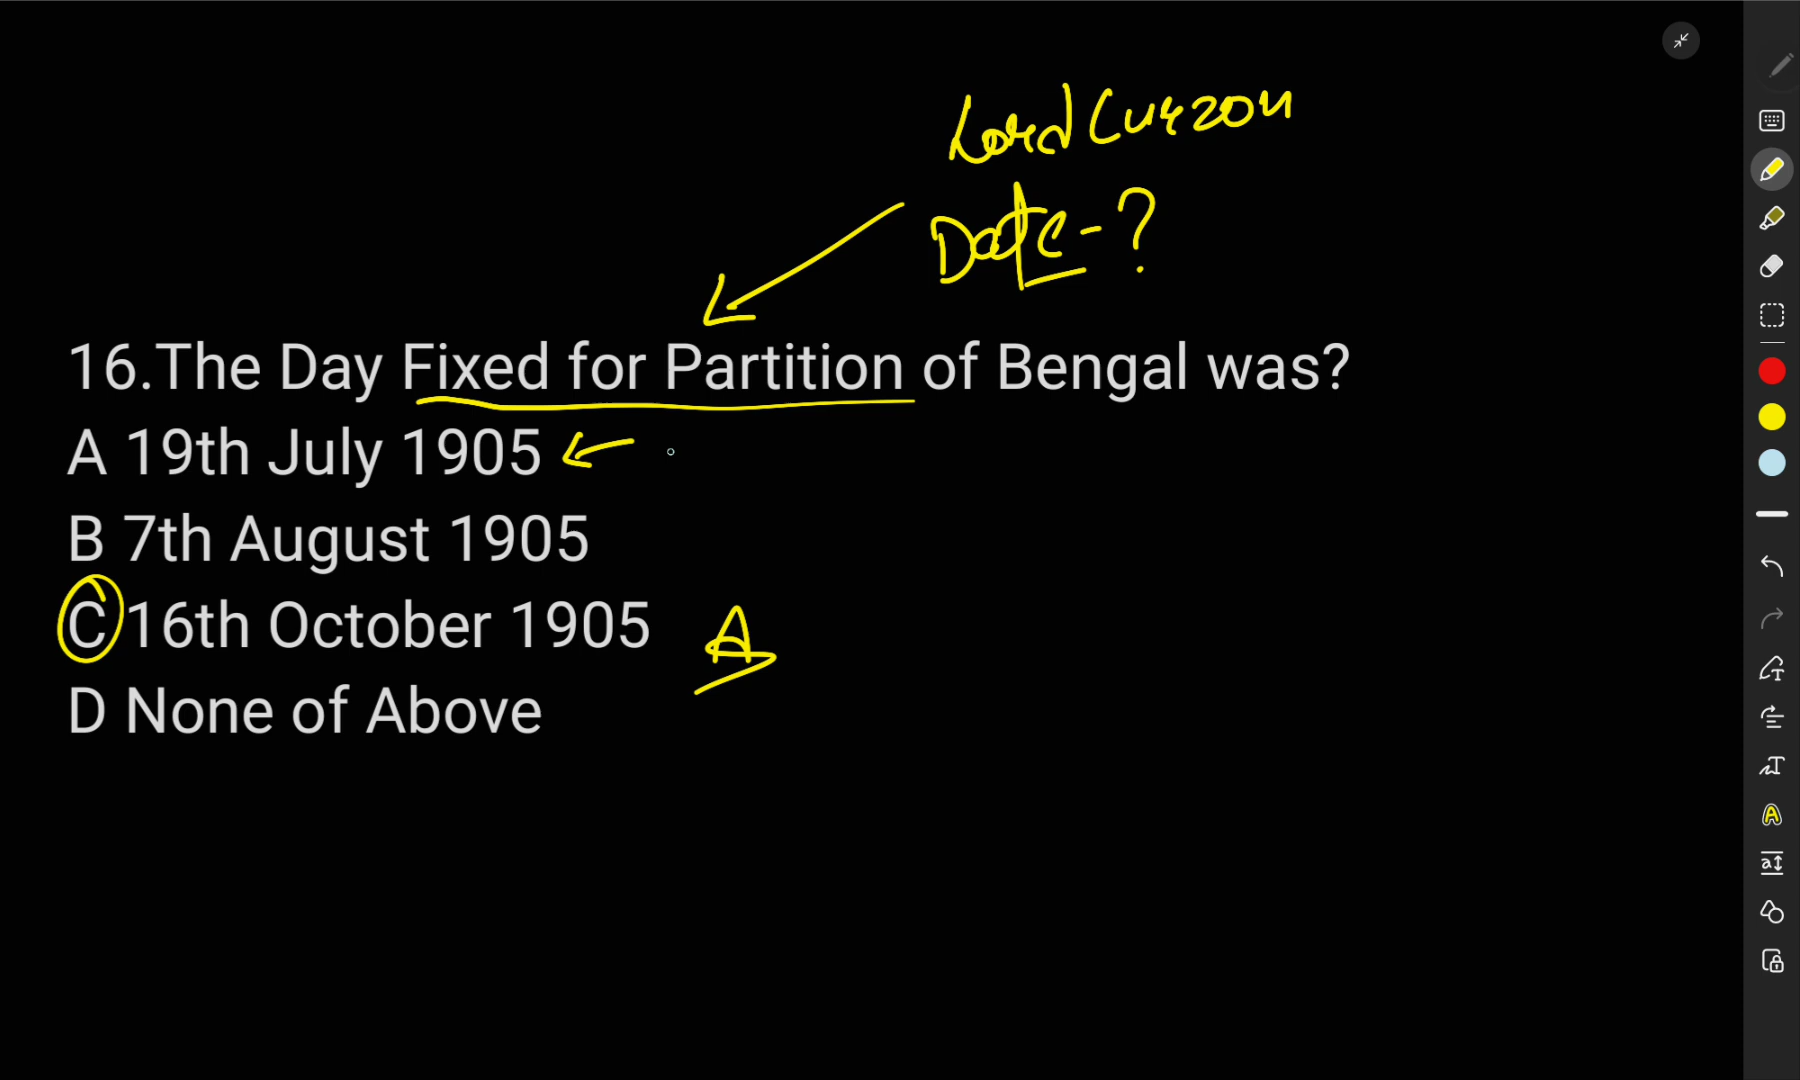 Lord Curzon
Date - ?
16.The Day Fixed for Partition of Bengal was?
A 19th July 1905
B 7th August 1905
C 16th October 1905 A
D None of Above